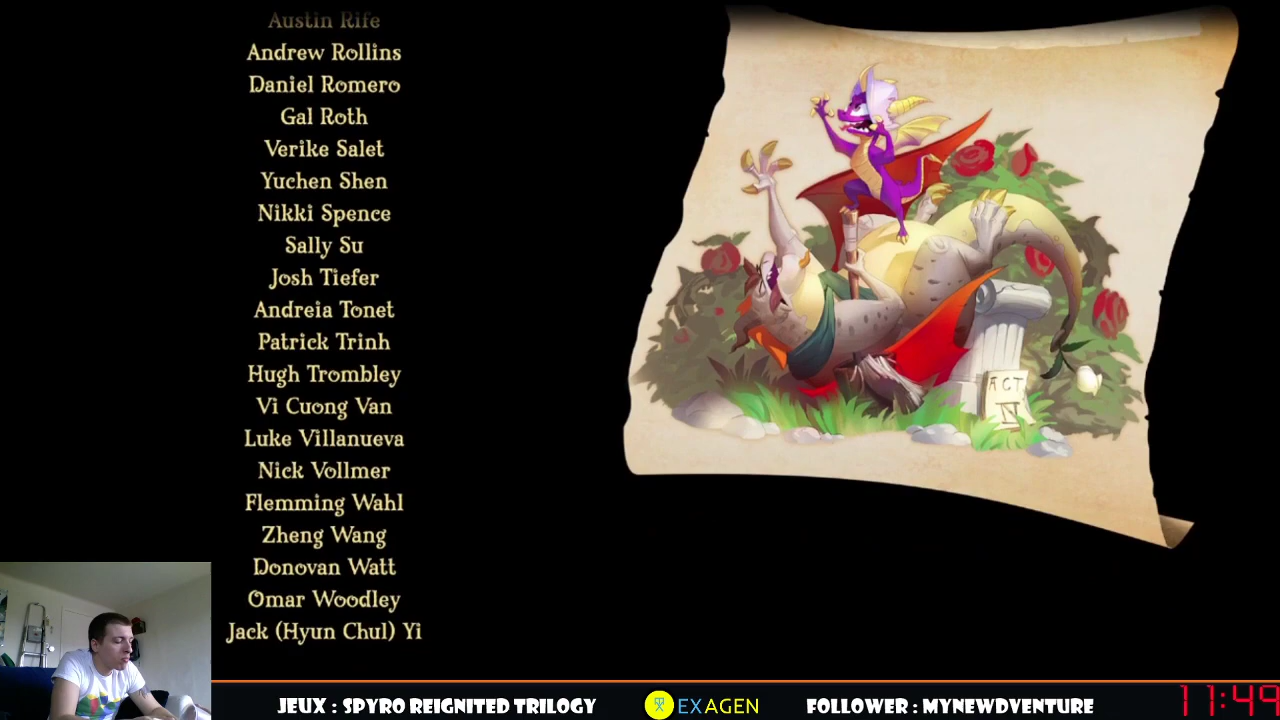 Austin Rife
Andrew Rollins
Daniel Romero
Gal Roth
Verike Salet
Yuchen Shen
Nikki Spence
Sally Su
Josh Tiefer
Andreia Tonet
Patrick Trinh
Hugh Trombley
Vi Cuong Van
Luke Villanueva
Nick Vollmer
Flemming Wahl
Zheng Wang
Donovan Watt
Omar Woodley
Jack (Hyun Chul) Yi
ACT
N
JEUX : SPYRO REIGNITED TRILOGY
EXAGEN
FOLLOWER : MYNEWDVENTURE
11:49